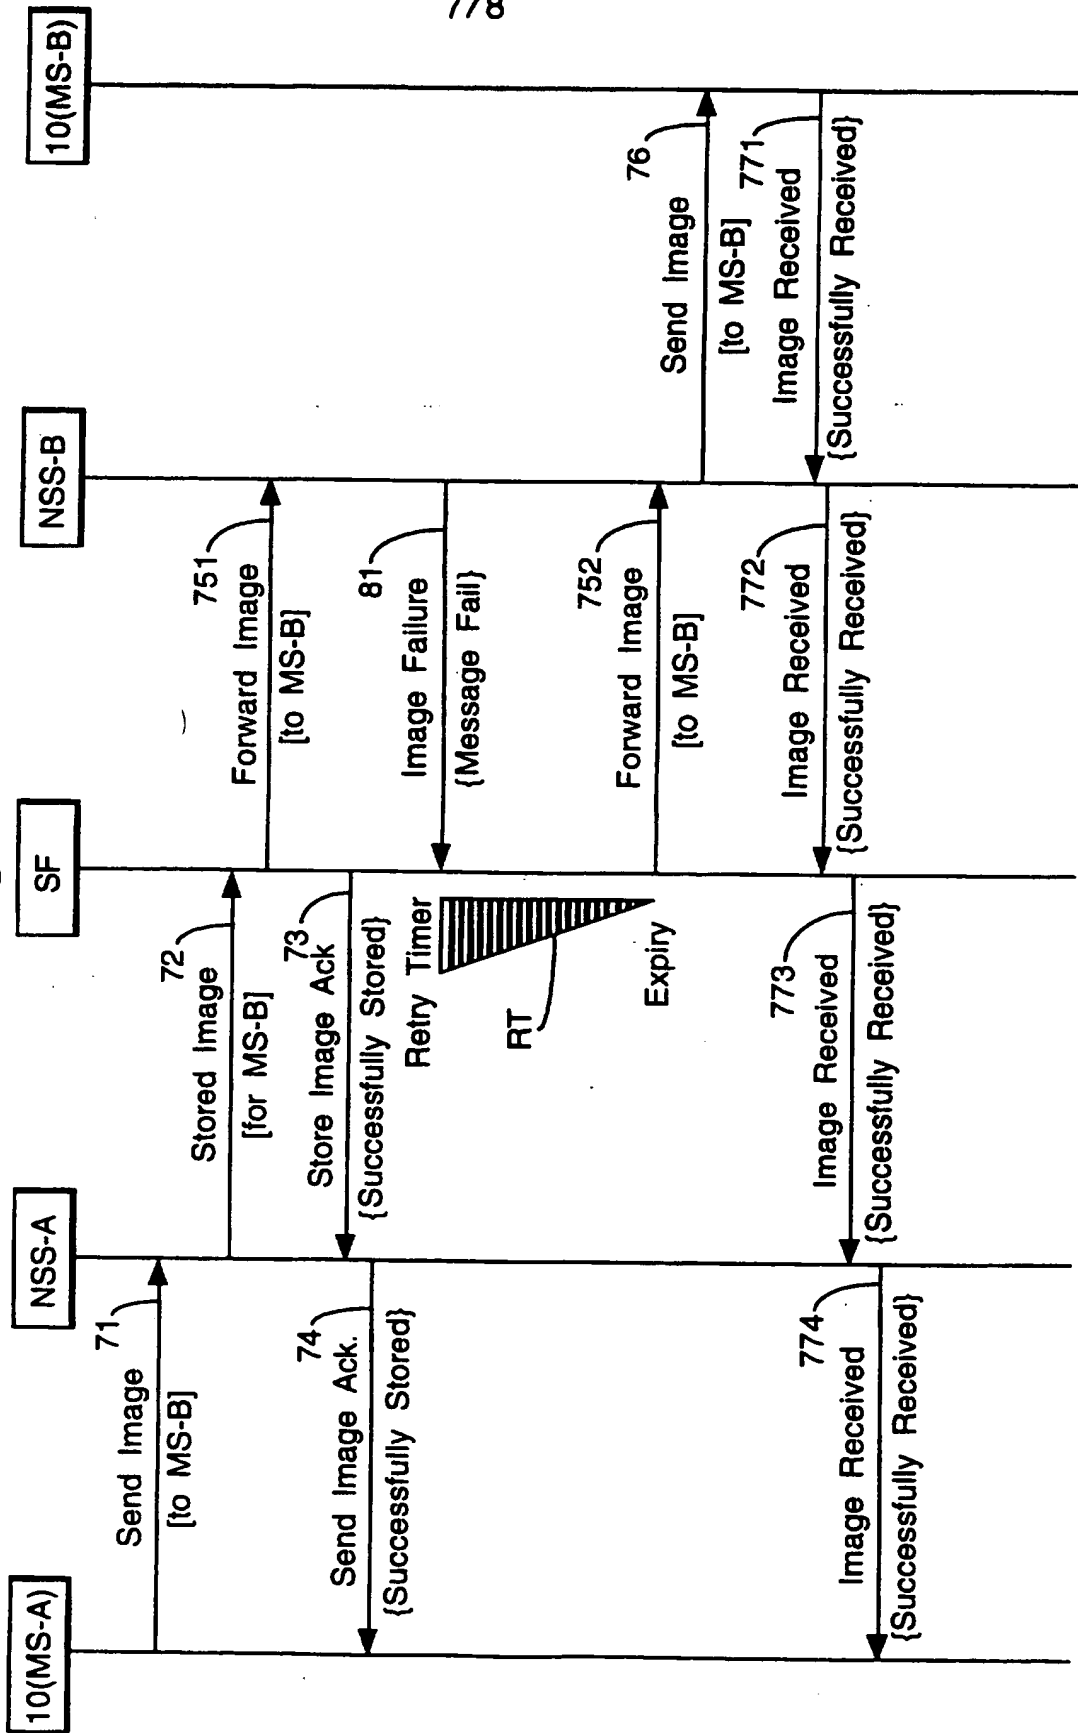 7/8
10(MS-A)
NSS-A
SF
NSS-B
10(MS-B)
71
Send Image
[to MS-B]
72
Stored Image
[for MS-B]
751
Forward Image
[to MS-B]
73
Store Image Ack
{Successfully Stored}
74
Send Image Ack.
{Successfully Stored}
81
Image Failure
{Message Fail}
Retry Timer
RT
Expiry
752
Forward Image
[to MS-B]
76
Send Image
[to MS-B]
771
Image Received
{Successfully Received}
772
Image Received
{Successfully Received}
773
Image Received
{Successfully Received}
774
Image Received
{Successfully Received}